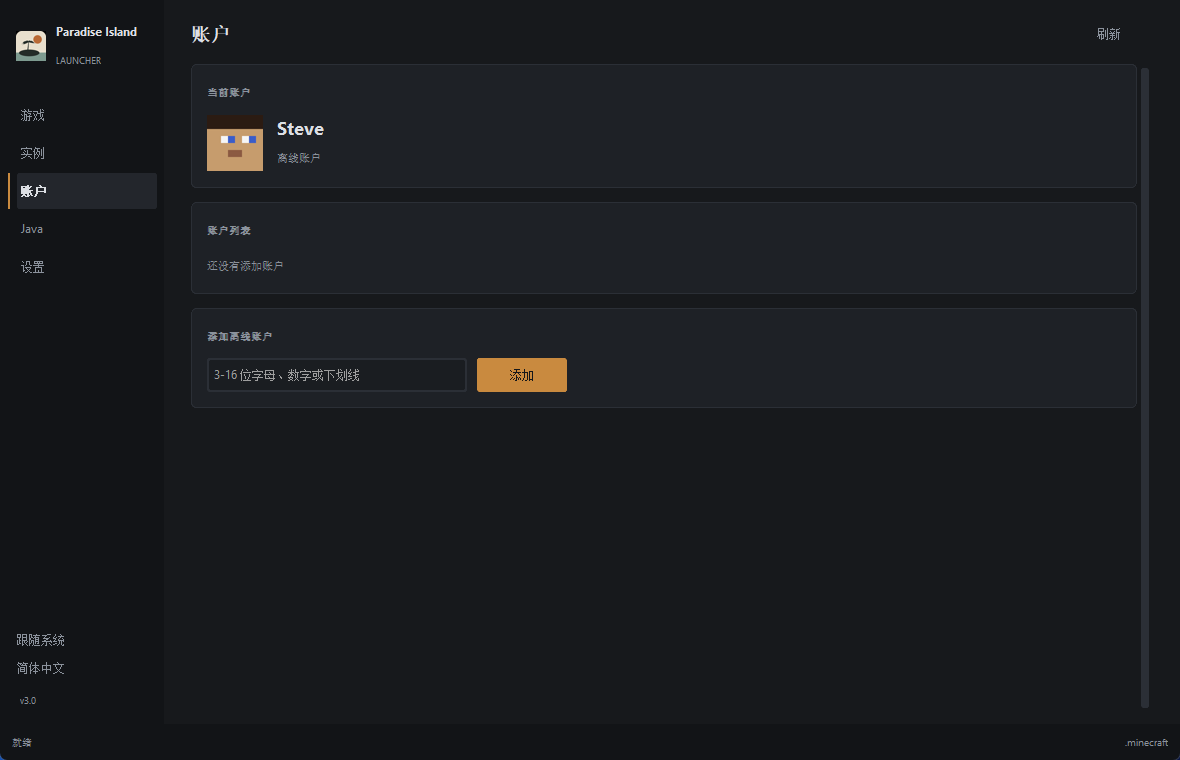 Paradise Island
LAUNCHER
游戏
实例
账户
Java
设置
跟随系统
简体中文
v3.0
就绪
账户
刷新
当前账户
Steve
离线账户
账户列表
还没有添加账户
添加离线账户
3-16 位字母、数字或下划线
添加
.minecraft